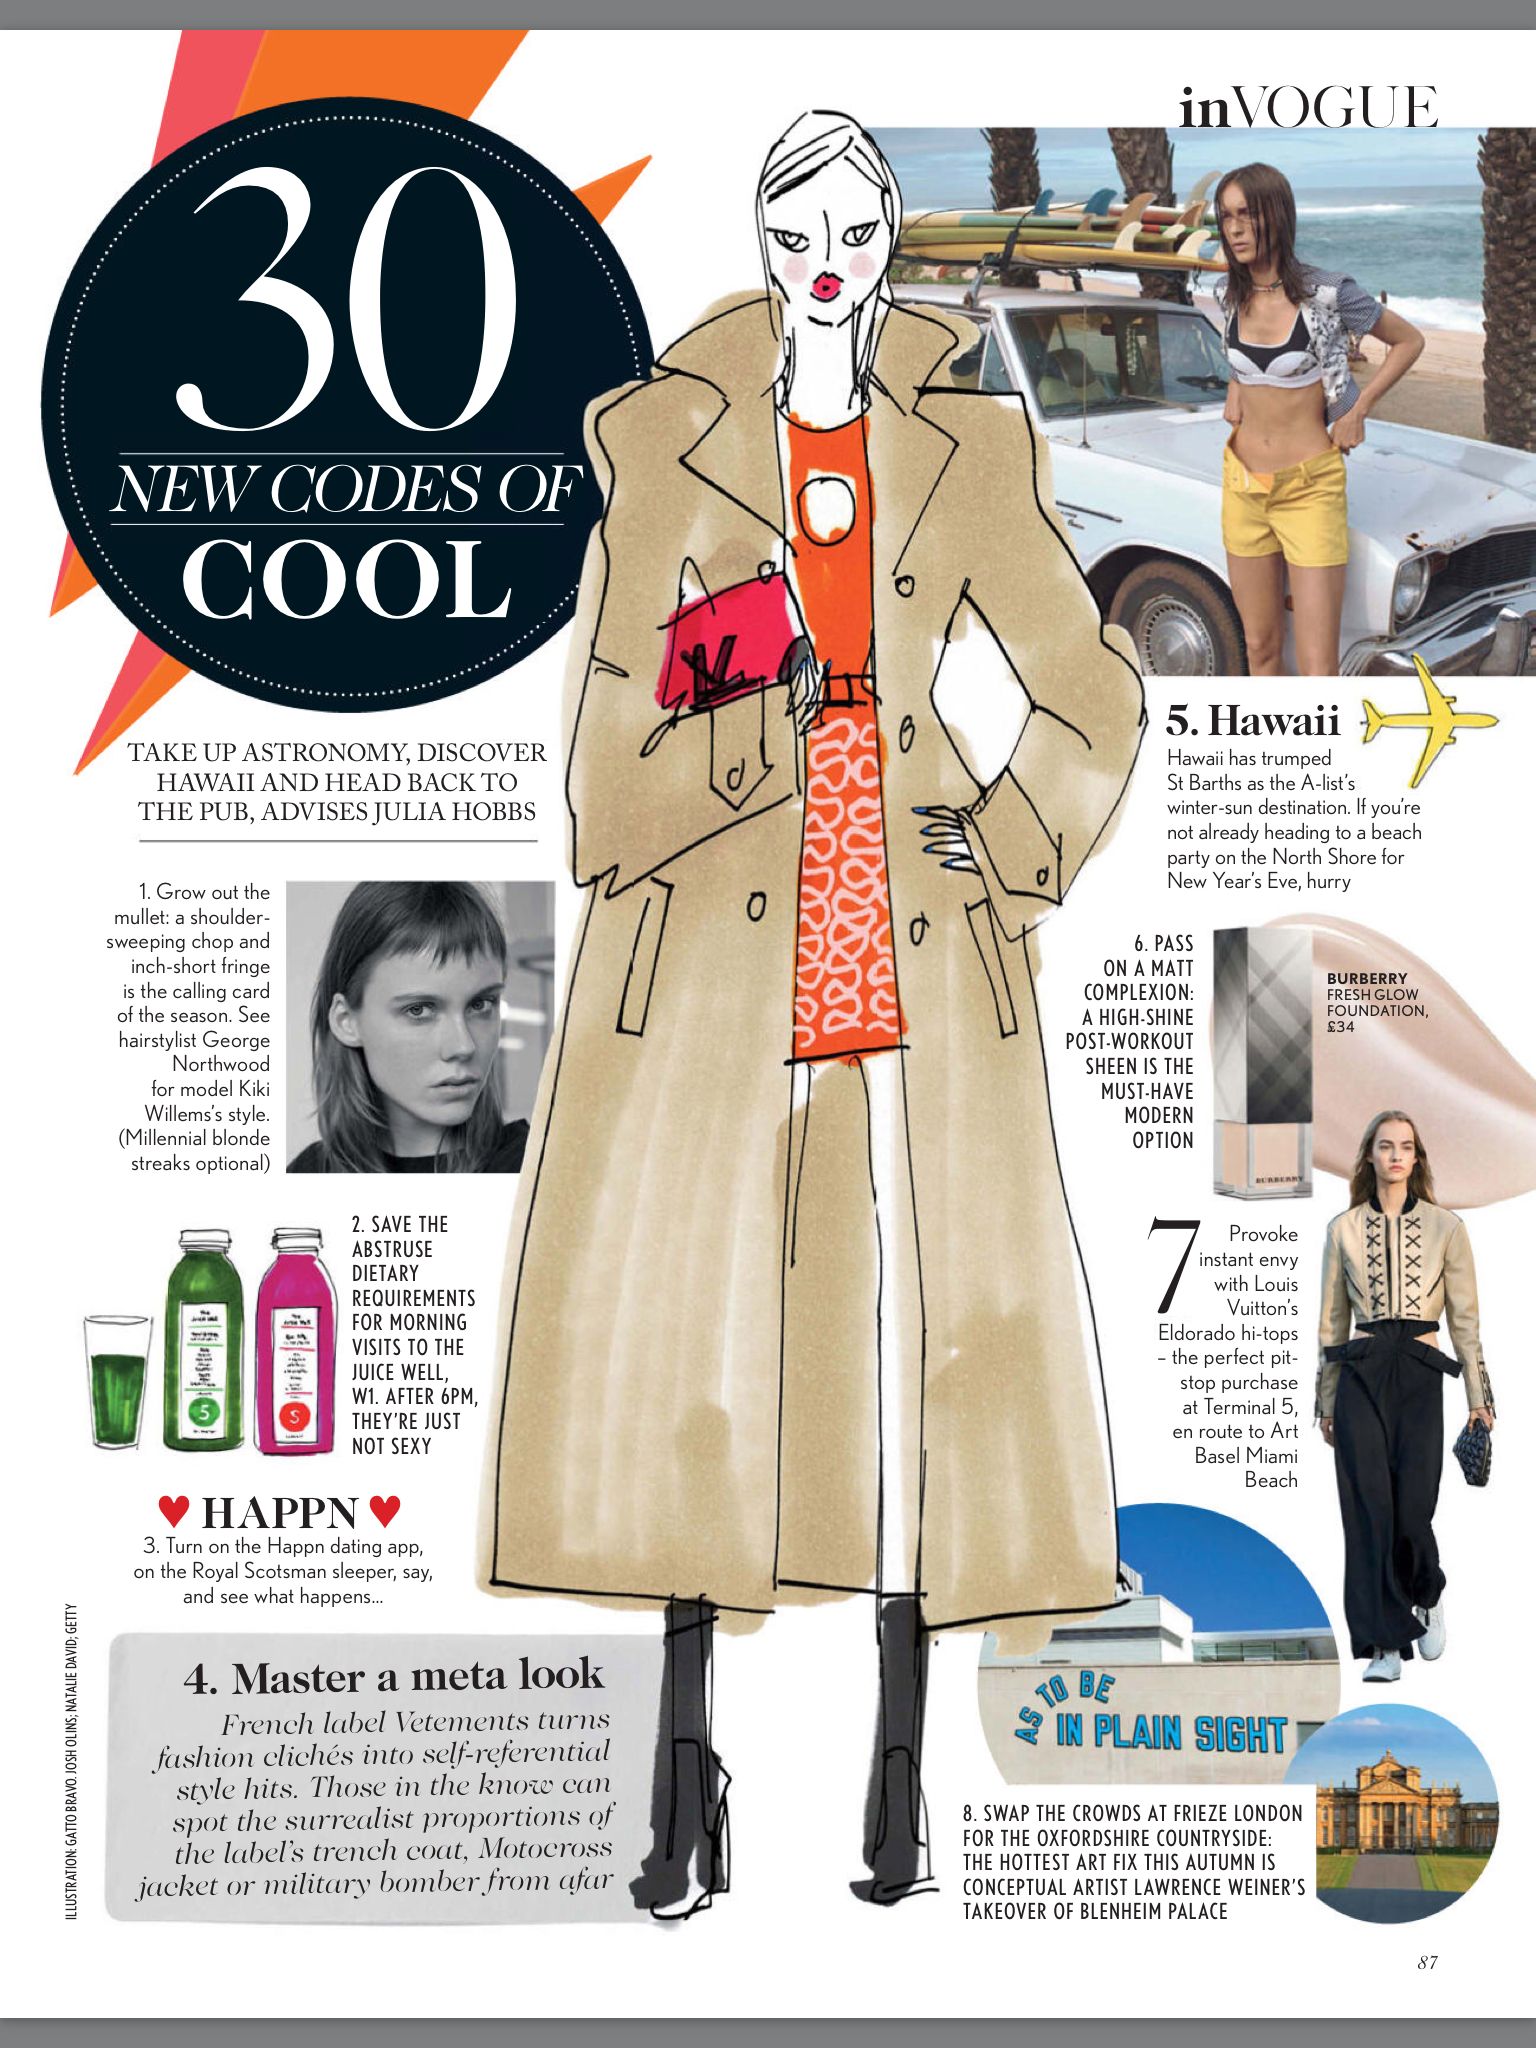 inVOGUE
30
NEW CODES OF
COOL
TAKE UP ASTRONOMY, DISCOVER
HAWAII AND HEAD BACK TO
THE PUB, ADVISES JULIA HOBBS
1. Grow out the
mullet: a shoulder-
sweeping chop and
inch-short fringe
is the calling card
of the season. See
hairstylist George
Northwood
for model Kiki
Willems's style.
(Millennial blonde
streaks optional)
2. SAVE THE
ABSTRUSE
DIETARY
REQUIREMENTS
FOR MORNING
VISITS TO THE
JUICE WELL,
W1. AFTER 6PM,
THEY'RE JUST
NOT SEXY
5
S
♥ HAPPN ♥
3. Turn on the Happn dating app,
on the Royal Scotsman sleeper, say,
and see what happens...
4. Master a meta look
French label Vetements turns
fashion clichés into self-referential
style hits. Those in the know can
spot the surrealist proportions of
the label's trench coat, Motocross
jacket or military bomber from afar
5. Hawaii
Hawaii has trumped
St Barths as the A-list's
winter-sun destination. If you're
not already heading to a beach
party on the North Shore for
New Year's Eve, hurry
6. PASS
ON A MATT
COMPLEXION:
A HIGH-SHINE
POST-WORKOUT
SHEEN IS THE
MUST-HAVE
MODERN
OPTION
BURBERRY
FRESH GLOW
FOUNDATION,
£34
BURBERRY
7 Provoke
instant envy
with Louis
Vuitton's
Eldorado hi-tops
– the perfect pit-
stop purchase
at Terminal 5,
en route to Art
Basel Miami
Beach
AS TO BE
IN PLAIN SIGHT
8. SWAP THE CROWDS AT FRIEZE LONDON
FOR THE OXFORDSHIRE COUNTRYSIDE:
THE HOTTEST ART FIX THIS AUTUMN IS
CONCEPTUAL ARTIST LAWRENCE WEINER'S
TAKEOVER OF BLENHEIM PALACE
ILLUSTRATION: GATTO BRAVO. JOSH OLINS; NATALIE DAVID; GETTY
87